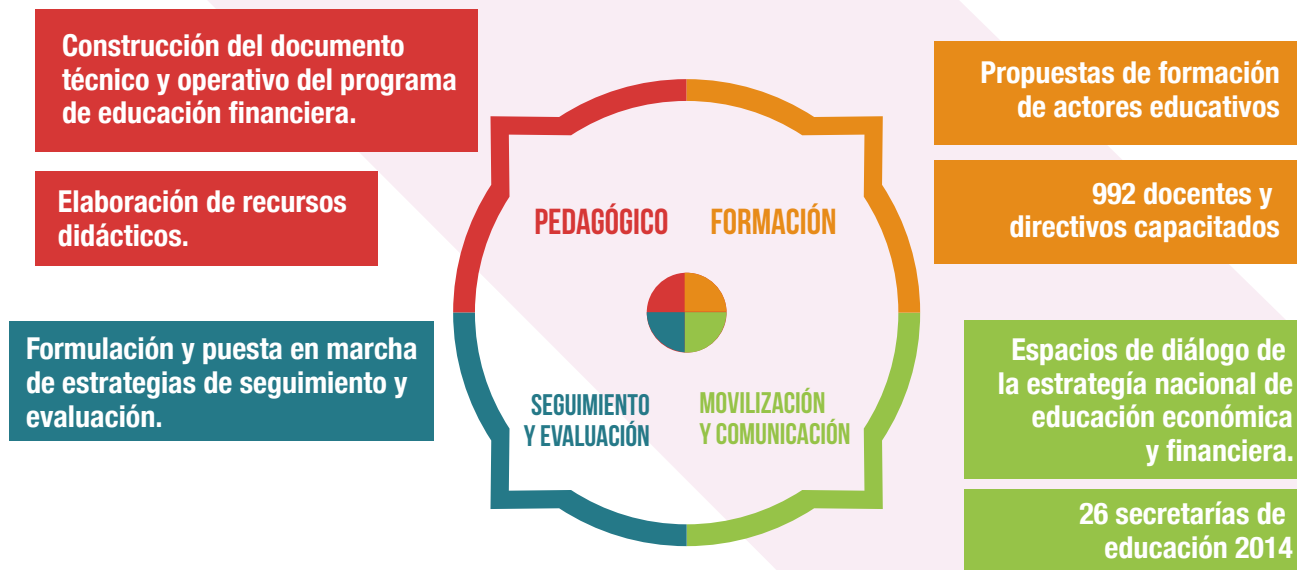 Construcción del documento
técnico y operativo del programa
de educación financiera.
Elaboración de recursos
didácticos.
Formulación y puesta en marcha
de estrategias de seguimiento y
evaluación.
PEDAGÓGICO
FORMACIÓN
SEGUIMIENTO
Y EVALUACIÓN
MOVILIZACIÓN
Y COMUNICACIÓN
Propuestas de formación
de actores educativos
992 docentes y
directivos capacitados
Espacios de diálogo de
la estrategía nacional de
educación económica
y financiera.
26 secretarías de
educación 2014